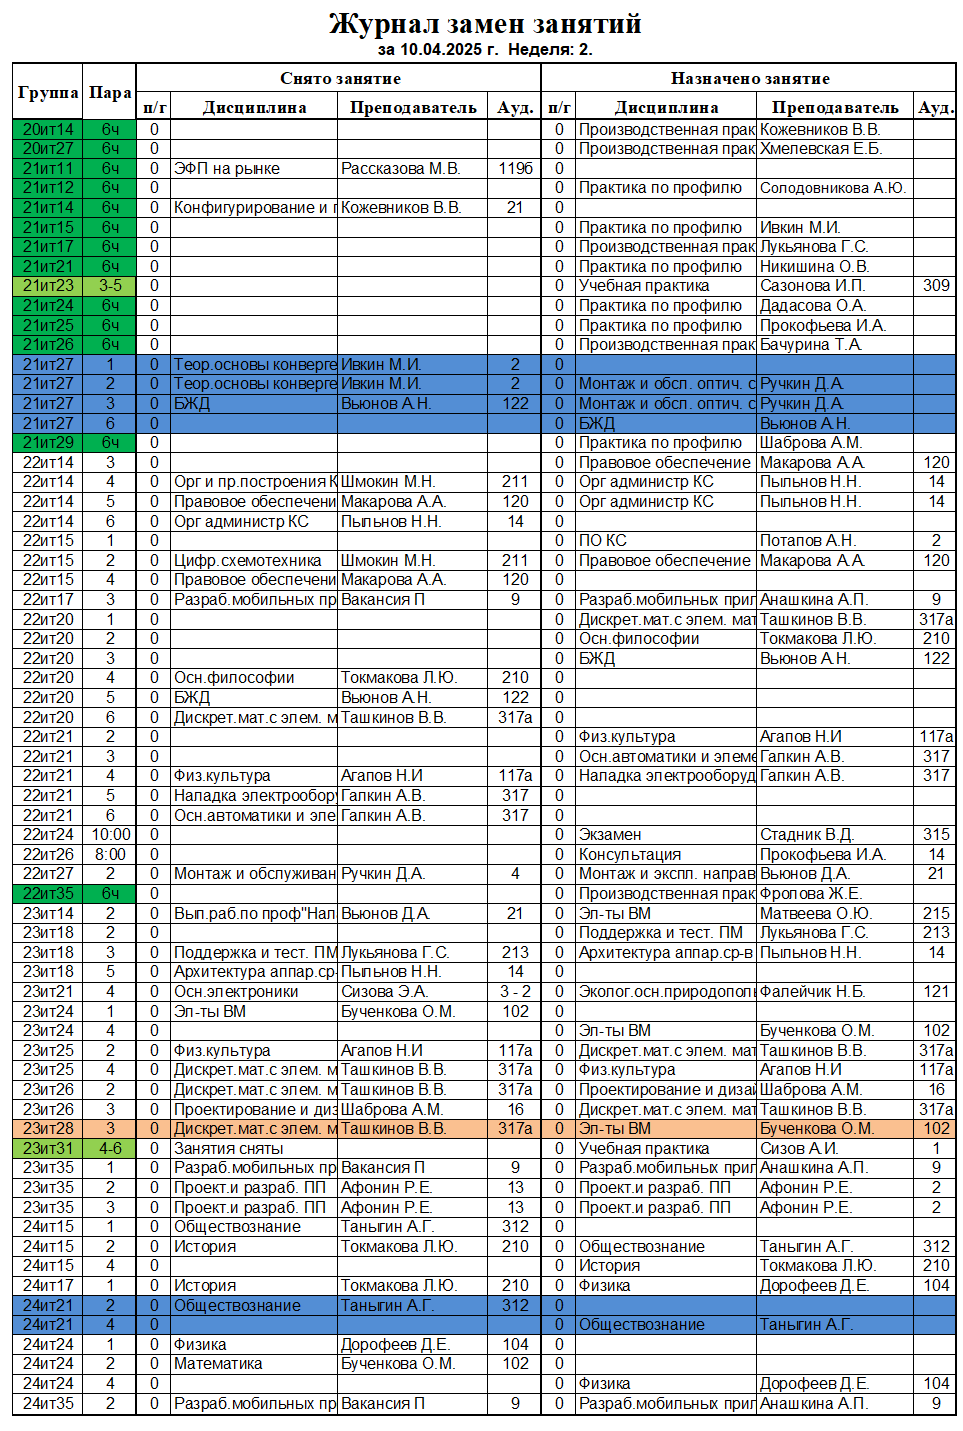 Журнал замен занятий
за 10.04.2025 г. Неделя: 2.
Группа Пара Снято занятие Назначено занятие
п/г Дисциплина Преподаватель Ауд. п/г Дисциплина Преподаватель Ауд.
20ит14 6ч 0 0 Производственная прак Кожевников В.В.
20ит27 6ч 0 0 Производственная прак Хмелевская Е.Б.
21ит11 6ч 0 ЭФП на рынке Рассказова М.В. 119б 0
21ит12 6ч 0 0 Практика по профилю Солодовникова А.Ю.
21ит14 6ч 0 Конфигурирование и г Кожевников В.В. 21 0
21ит15 6ч 0 0 Практика по профилю Ивкин М.И.
21ит17 6ч 0 0 Производственная прак Лукьянова Г.С.
21ит21 6ч 0 0 Практика по профилю Никишина О.В.
21ит23 3-5 0 0 Учебная практика Сазонова И.П. 309
21ит24 6ч 0 0 Практика по профилю Дадасова О.А.
21ит25 6ч 0 0 Практика по профилю Прокофьева И.А.
21ит26 6ч 0 0 Производственная прак Бачурина Т.А.
21ит27 1 0 Теор.основы конверге Ивкин М.И. 2 0
21ит27 2 0 Теор.основы конверге Ивкин М.И. 2 0 Монтаж и обсл. оптич. с Ручкин Д.А.
21ит27 3 0 БЖД Вьюнов А.Н. 122 0 Монтаж и обсл. оптич. с Ручкин Д.А.
21ит27 6 0 0 БЖД Вьюнов А.Н.
21ит29 6ч 0 0 Практика по профилю Шаброва А.М.
22ит14 3 0 0 Правовое обеспечение Макарова А.А. 120
22ит14 4 0 Орг и пр.построения К Шмокин М.Н. 211 0 Орг администр КС Пыльнов Н.Н. 14
22ит14 5 0 Правовое обеспечени Макарова А.А. 120 0 Орг администр КС Пыльнов Н.Н. 14
22ит14 6 0 Орг администр КС Пыльнов Н.Н. 14 0
22ит15 1 0 0 ПО КС Потапов А.Н. 2
22ит15 2 0 Цифр.схемотехника Шмокин М.Н. 211 0 Правовое обеспечение Макарова А.А. 120
22ит15 4 0 Правовое обеспечени Макарова А.А. 120 0
22ит17 3 0 Разраб.мобильных пр Вакансия П 9 0 Разраб.мобильных прил Анашкина А.П. 9
22ит20 1 0 0 Дискрет.мат.с элем. мат Ташкинов В.В. 317а
22ит20 2 0 0 Осн.философии Токмакова Л.Ю. 210
22ит20 3 0 0 БЖД Вьюнов А.Н. 122
22ит20 4 0 Осн.философии Токмакова Л.Ю. 210 0
22ит20 5 0 БЖД Вьюнов А.Н. 122 0
22ит20 6 0 Дискрет.мат.с элем. м Ташкинов В.В. 317а 0
22ит21 2 0 0 Физ.культура Агапов Н.И 117а
22ит21 3 0 0 Осн.автоматики и элеме Галкин А.В. 317
22ит21 4 0 Физ.культура Агапов Н.И 117а 0 Наладка электрооборуд Галкин А.В. 317
22ит21 5 0 Наладка электрообору Галкин А.В. 317 0
22ит21 6 0 Осн.автоматики и эле Галкин А.В. 317 0
22ит24 10:00 0 0 Экзамен Стадник В.Д. 315
22ит26 8:00 0 0 Консультация Прокофьева И.А. 14
22ит27 2 0 Монтаж и обслуживан Ручкин Д.А. 4 0 Монтаж и экспл. направ Вьюнов Д.А. 21
22ит35 6ч 0 0 Производственная прак Фролова Ж.Е.
23ит14 2 0 Вып.раб.по проф"Нал Вьюнов Д.А. 21 0 Эл-ты ВМ Матвеева О.Ю. 215
23ит18 2 0 0 Поддержка и тест. ПМ Лукьянова Г.С. 213
23ит18 3 0 Поддержка и тест. ПМ Лукьянова Г.С. 213 0 Архитектура аппар.ср-в Пыльнов Н.Н. 14
23ит18 5 0 Архитектура аппар.ср- Пыльнов Н.Н. 14 0
23ит21 4 0 Осн.электроники Сизова Э.А. 3 - 2 0 Эколог.осн.природополь Фалейчик Н.Б. 121
23ит24 1 0 Эл-ты ВМ Бученкова О.М. 102 0
23ит24 4 0 0 Эл-ты ВМ Бученкова О.М. 102
23ит25 2 0 Физ.культура Агапов Н.И 117а 0 Дискрет.мат.с элем. мат Ташкинов В.В. 317а
23ит25 4 0 Дискрет.мат.с элем. м Ташкинов В.В. 317а 0 Физ.культура Агапов Н.И 117а
23ит26 2 0 Дискрет.мат.с элем. м Ташкинов В.В. 317а 0 Проектирование и дизай Шаброва А.М. 16
23ит26 3 0 Проектирование и диз Шаброва А.М. 16 0 Дискрет.мат.с элем. мат Ташкинов В.В. 317а
23ит28 3 0 Дискрет.мат.с элем. м Ташкинов В.В. 317а 0 Эл-ты ВМ Бученкова О.М. 102
23ит31 4-6 0 Занятия сняты 0 Учебная практика Сизов А.И. 1
23ит35 1 0 Разраб.мобильных пр Вакансия П 9 0 Разраб.мобильных прил Анашкина А.П. 9
23ит35 2 0 Проект.и разраб. ПП Афонин Р.Е. 13 0 Проект.и разраб. ПП Афонин Р.Е. 2
23ит35 3 0 Проект.и разраб. ПП Афонин Р.Е. 13 0 Проект.и разраб. ПП Афонин Р.Е. 2
24ит15 1 0 Обществознание Таныгин А.Г. 312 0
24ит15 2 0 История Токмакова Л.Ю. 210 0 Обществознание Таныгин А.Г. 312
24ит15 4 0 0 История Токмакова Л.Ю. 210
24ит17 1 0 История Токмакова Л.Ю. 210 0 Физика Дорофеев Д.Е. 104
24ит21 2 0 Обществознание Таныгин А.Г. 312 0
24ит21 4 0 0 Обществознание Таныгин А.Г.
24ит24 1 0 Физика Дорофеев Д.Е. 104 0
24ит24 2 0 Математика Бученкова О.М. 102 0
24ит24 4 0 0 Физика Дорофеев Д.Е. 104
24ит35 2 0 Разраб.мобильных пр Вакансия П 9 0 Разраб.мобильных прил Анашкина А.П. 9